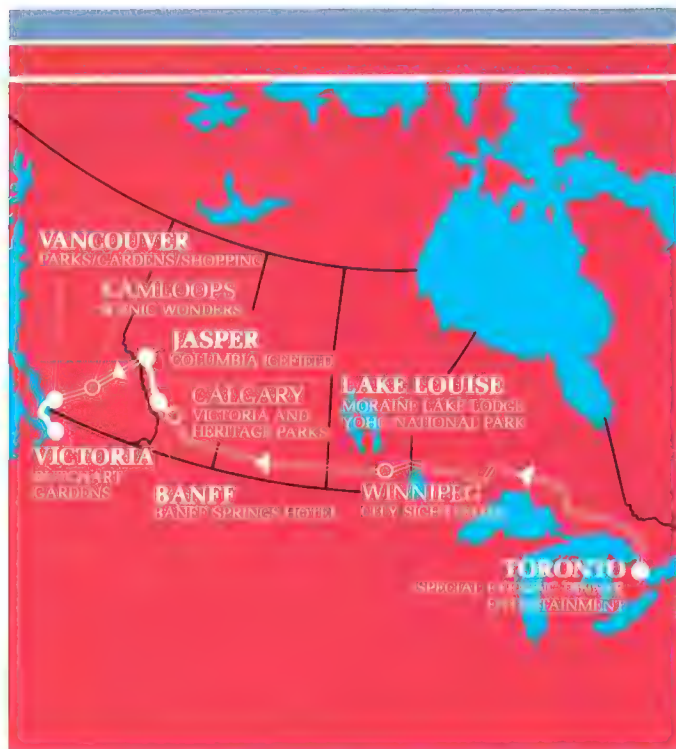 VANCOUVER
PARKS/GARDENS/SHOPPING
KAMLOOPS
SCENIC WONDERS
JASPER
COLUMBIA ICEFIELD
CALGARY
VICTORIA AND
HERITAGE PARKS
LAKE LOUISE
MORAINE LAKE LODGE
YOHO NATIONAL PARK
VICTORIA
BUTCHART
GARDENS
BANFF
BANFF SPRINGS HOTEL
WINNIPEG
CITY SIGHTSEEING
TORONTO
SPECIAL
ENTERTAINMENT